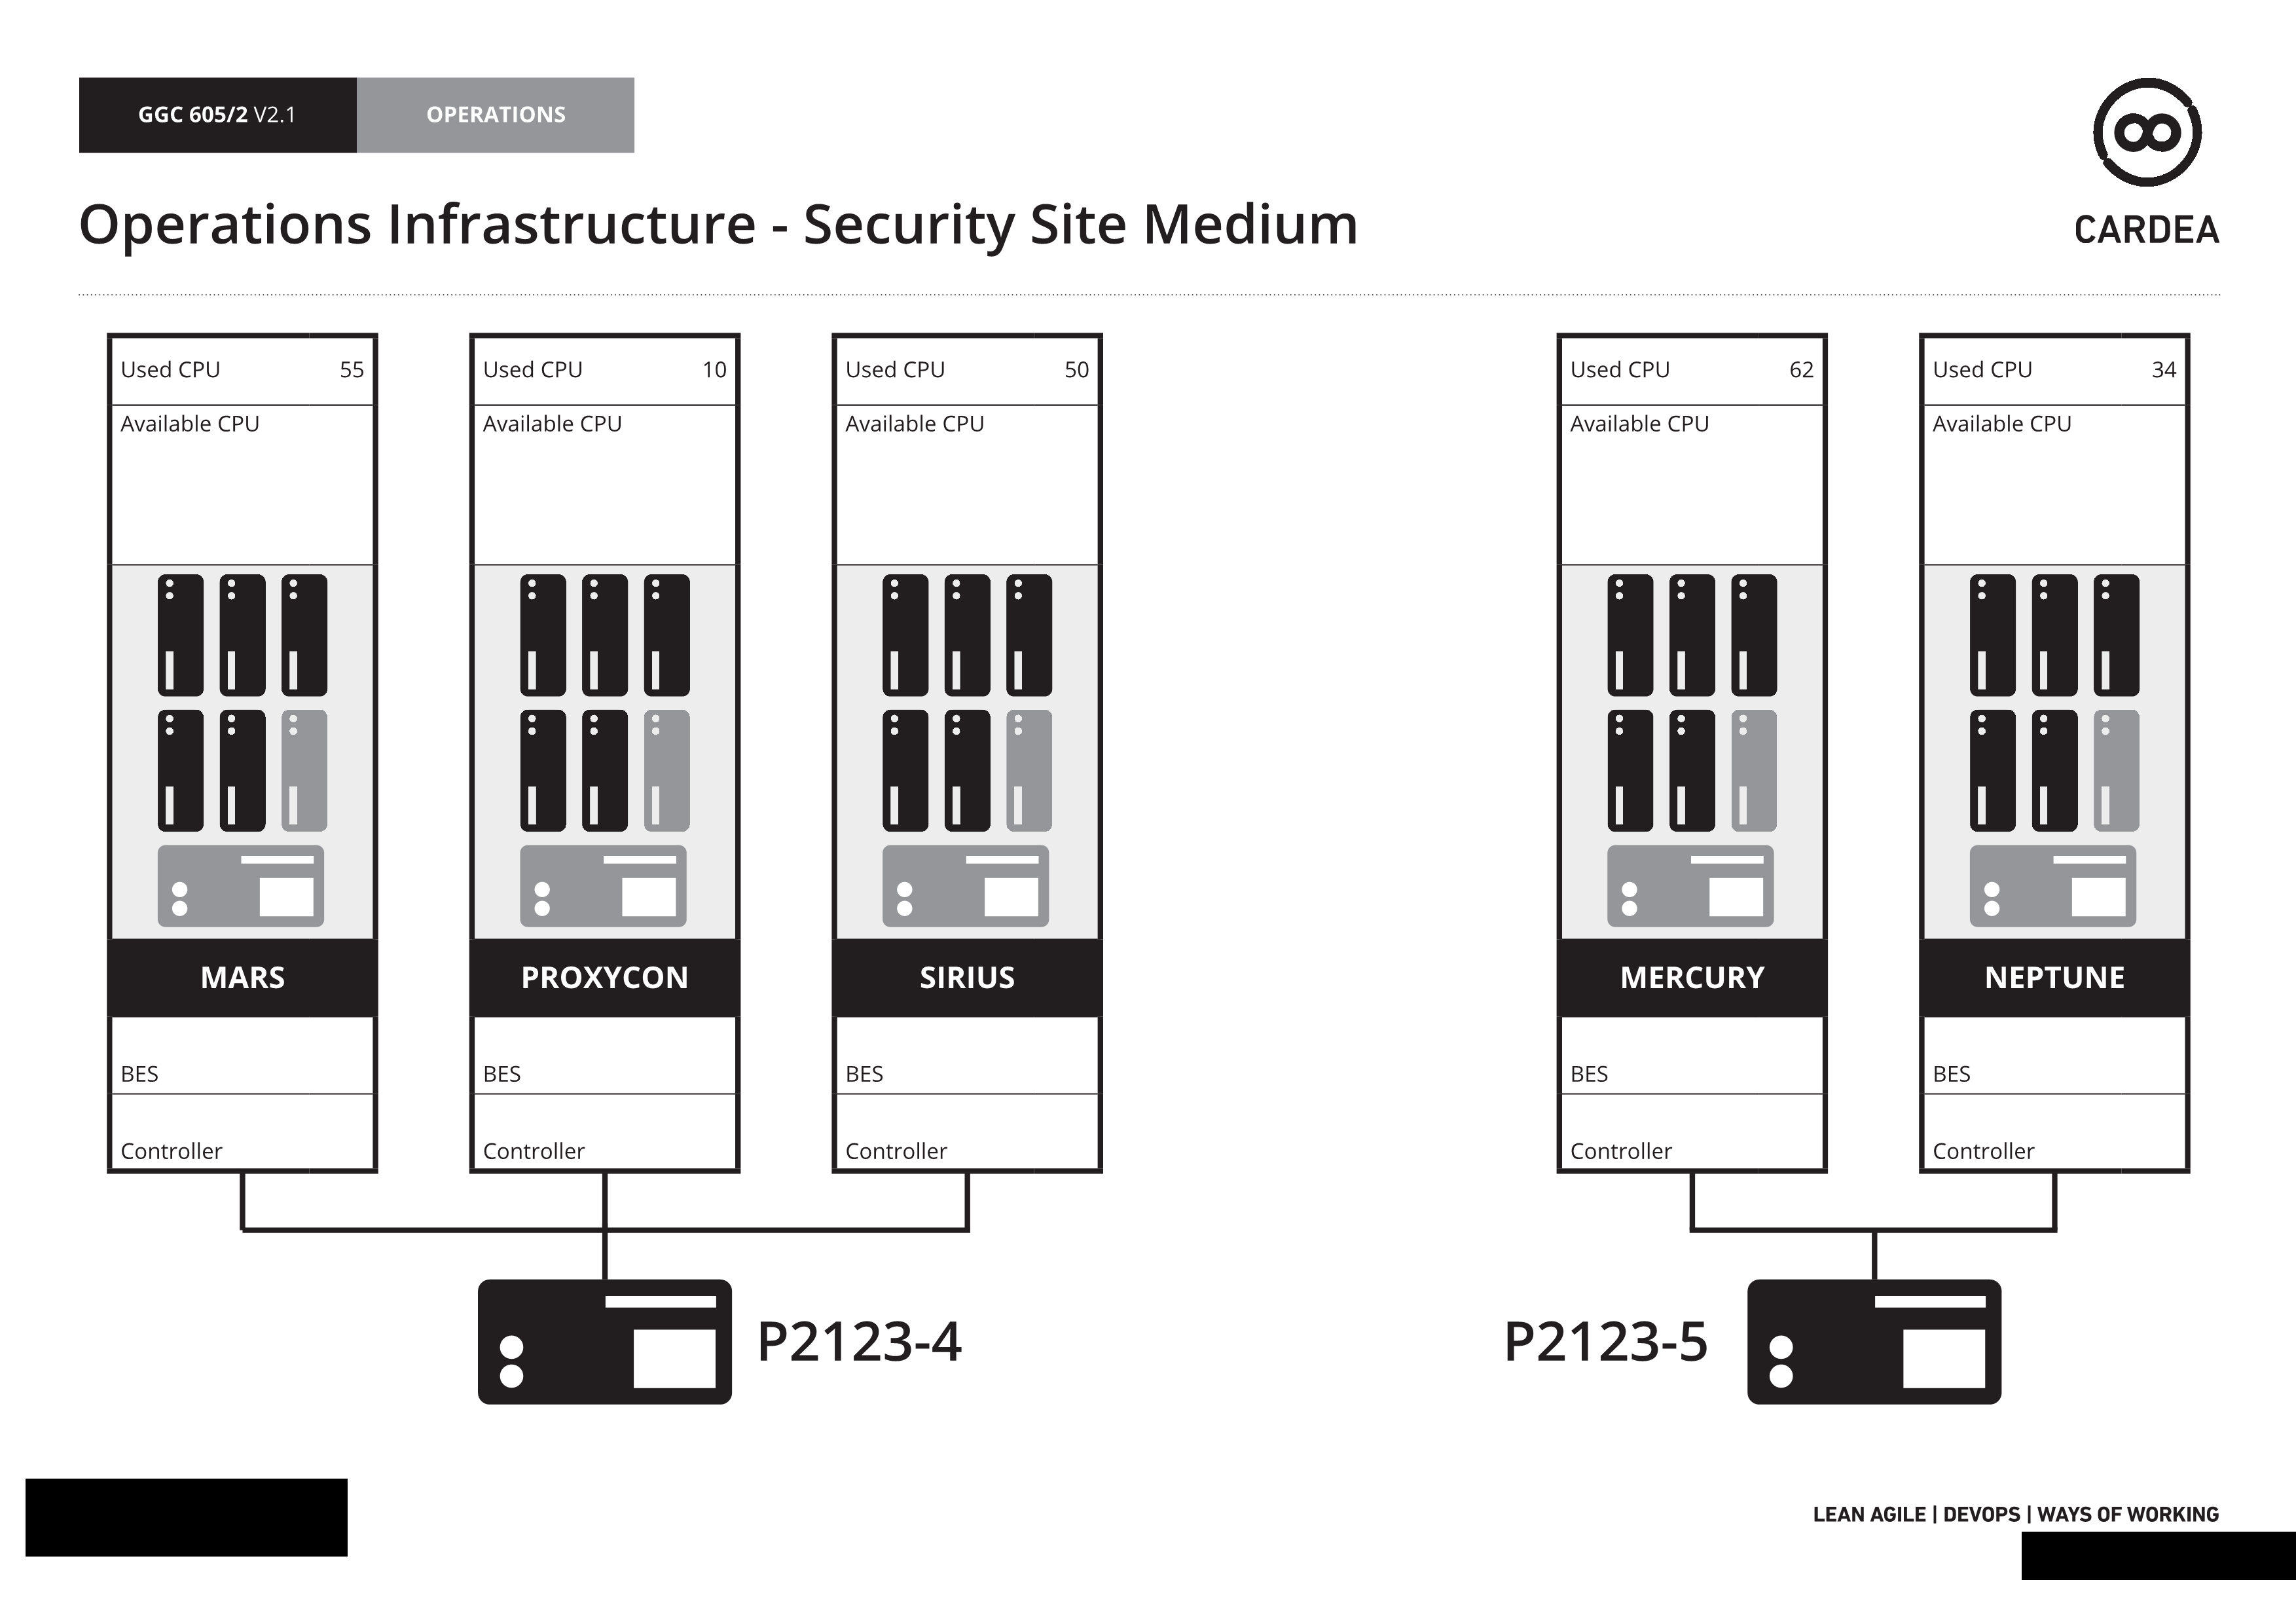 GGC 605/2 V2.1
OPERATIONS
Operations Infrastructure - Security Site Medium
CARDEA
Used CPU 55
Available CPU
MARS
BES
Controller
Used CPU 10
Available CPU
PROXYCON
BES
Controller
Used CPU 50
Available CPU
SIRIUS
BES
Controller
Used CPU 62
Available CPU
MERCURY
BES
Controller
Used CPU 34
Available CPU
NEPTUNE
BES
Controller
P2123-4
P2123-5
LEAN AGILE | DEVOPS | WAYS OF WORKING